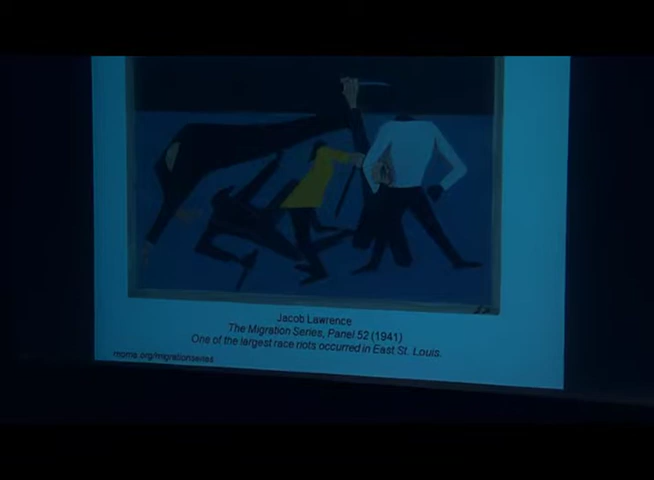 Jacob Lawrence
The Migration Series, Panel 52 (1941)
One of the largest race riots occurred in East St. Louis.
moma.org/migrationseries